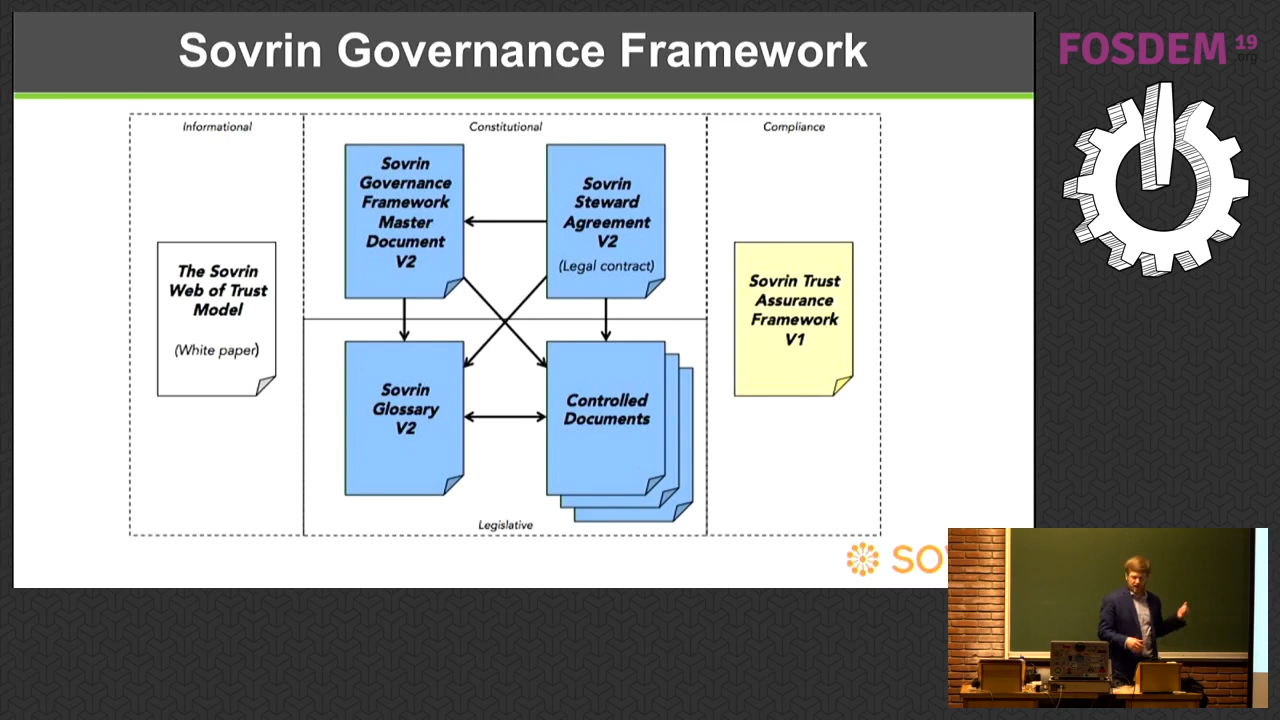 Sovrin Governance Framework
FOSDEM 19
.org
Informational
Constitutional
Compliance
Sovrin
Governance
Framework
Master
Document
V2
Sovrin
Steward
Agreement
V2
(Legal contract)
The Sovrin
Web of Trust
Model
(White paper)
Sovrin Trust
Assurance
Framework
V1
Sovrin
Glossary
V2
Controlled
Documents
Legislative